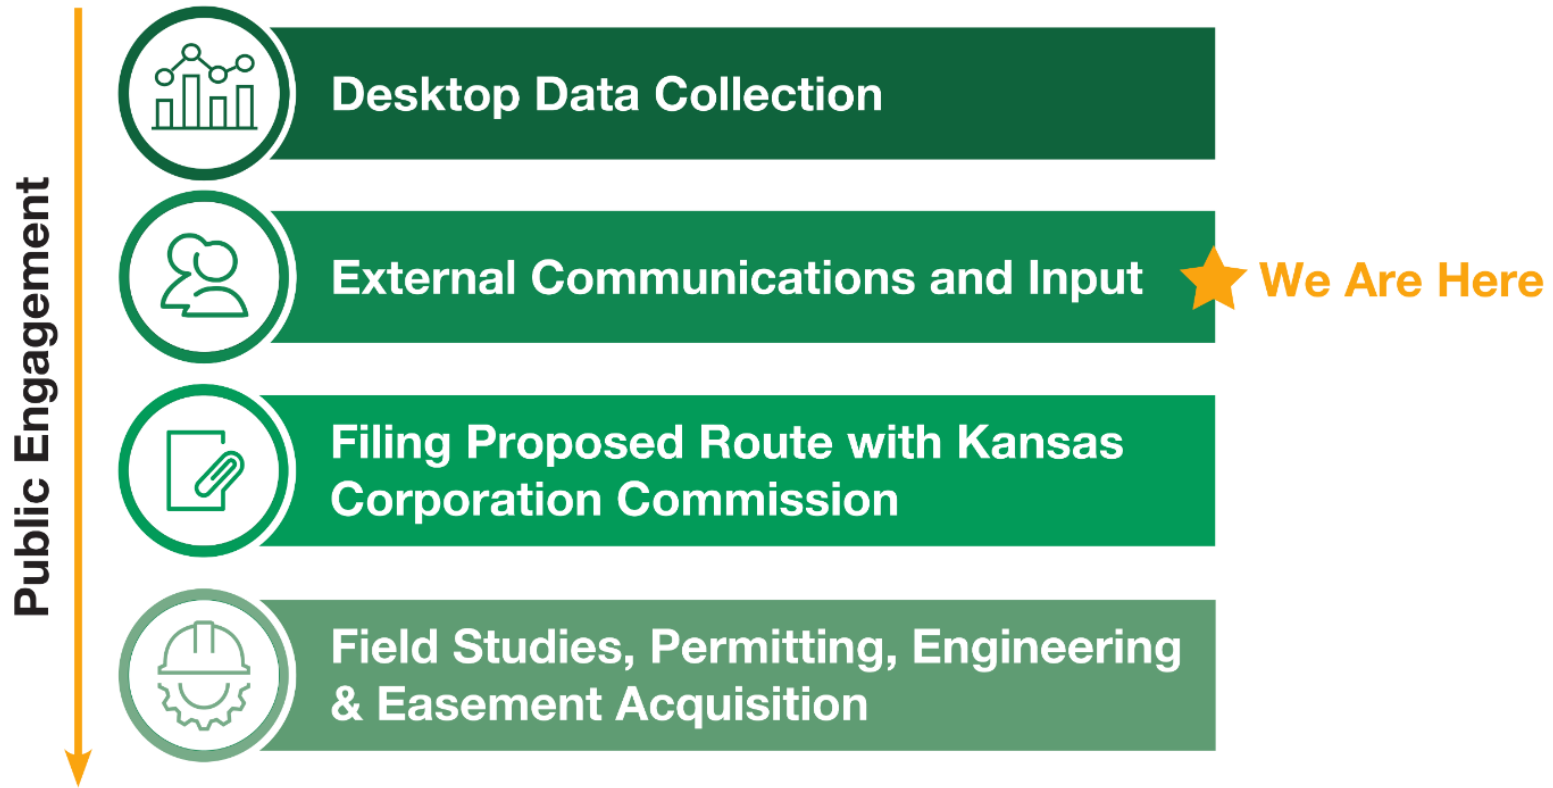 Public Engagement
Desktop Data Collection
External Communications and Input
We Are Here
Filing Proposed Route with Kansas
Corporation Commission
Field Studies, Permitting, Engineering
& Easement Acquisition